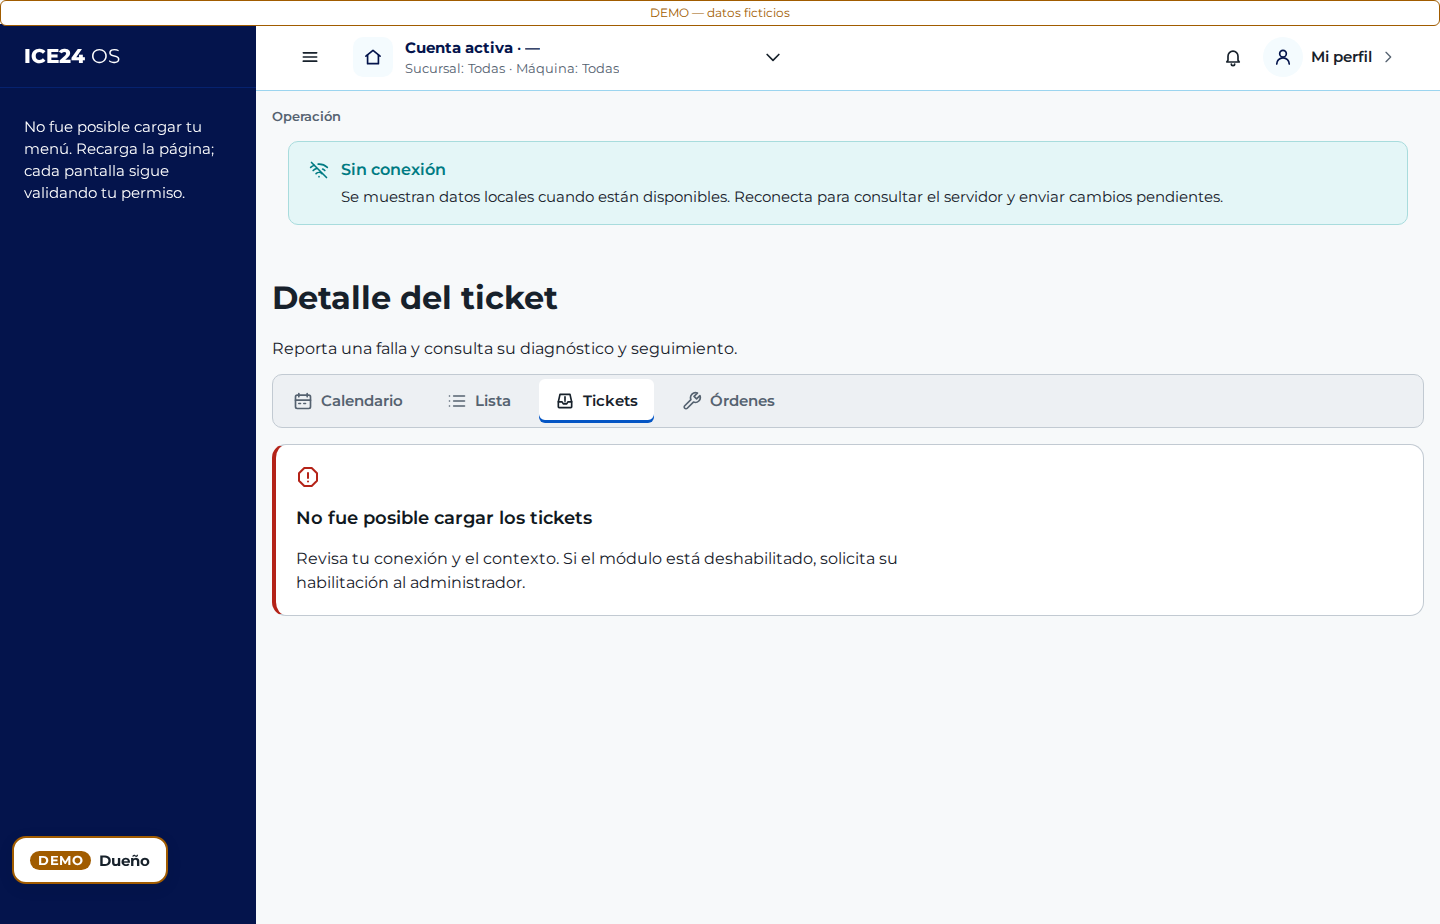 DEMO — datos ficticios
ICE24 OS
Cuenta activa · —
Sucursal: Todas · Máquina: Todas
Mi perfil
No fue posible cargar tu
menú. Recarga la página;
cada pantalla sigue
validando tu permiso.
Operación
Sin conexión
Se muestran datos locales cuando están disponibles. Reconecta para consultar el servidor y enviar cambios pendientes.
Detalle del ticket
Reporta una falla y consulta su diagnóstico y seguimiento.
Calendario
Lista
Tickets
Órdenes
No fue posible cargar los tickets
Revisa tu conexión y el contexto. Si el módulo está deshabilitado, solicita su
habilitación al administrador.
DEMO Dueño